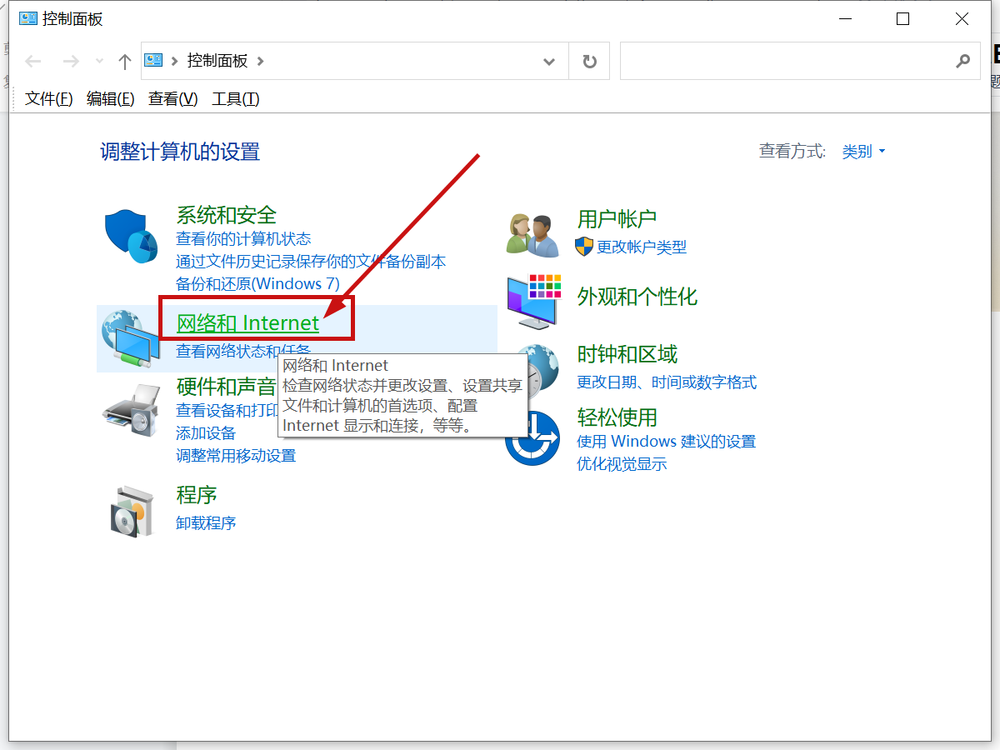 控制面板
控制面板
文件(F) 编辑(E) 查看(V) 工具(T)
调整计算机的设置
查看方式: 类别
系统和安全
查看你的计算机状态
通过文件历史记录保存你的文件备份副本
备份和还原(Windows 7)
网络和 Internet
查看网络状态和任务
网络和 Internet
检查网络状态并更改设置、设置共享
文件和计算机的首选项、配置
Internet 显示和连接，等等。
硬件和声音
查看设备和打印
添加设备
调整常用移动设置
程序
卸载程序
用户帐户
更改帐户类型
外观和个性化
时钟和区域
更改日期、时间或数字格式
轻松使用
使用 Windows 建议的设置
优化视觉显示